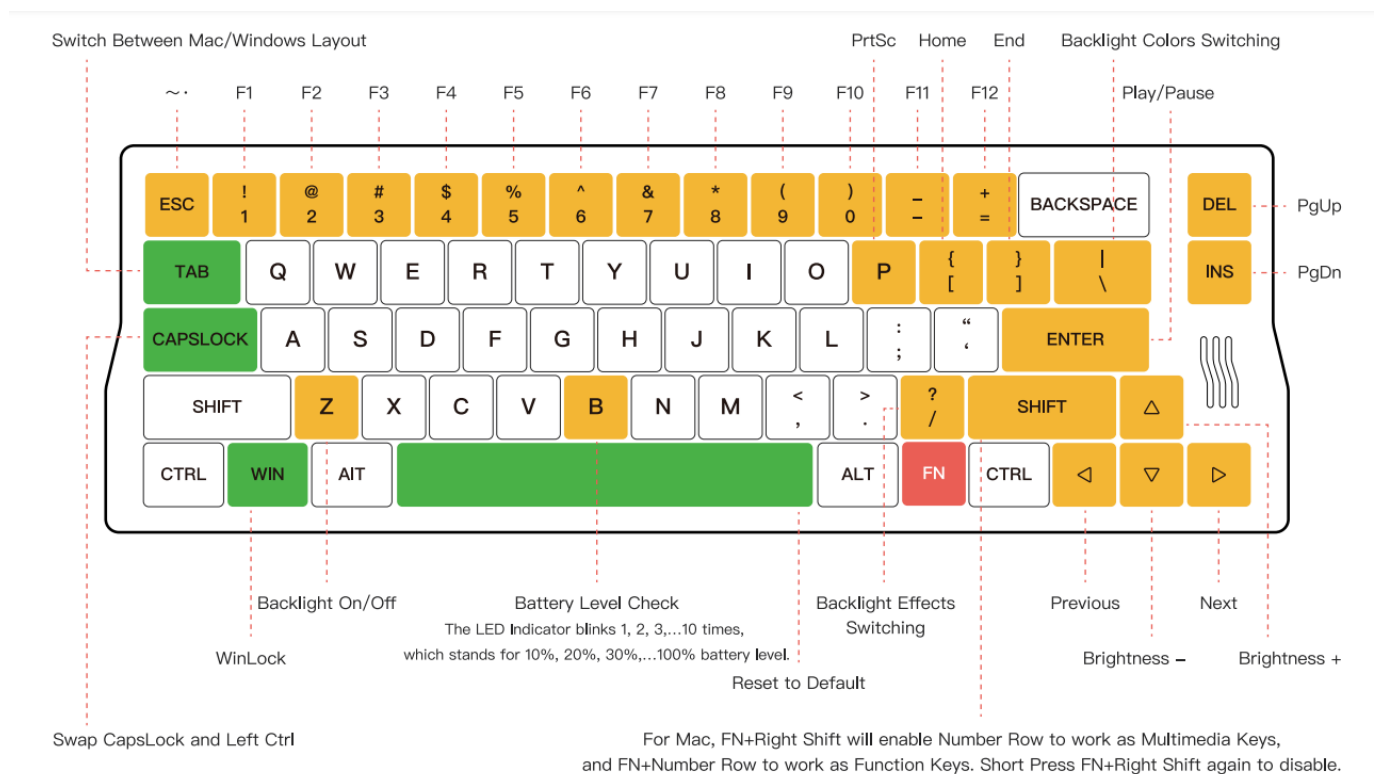 Switch Between Mac/Windows Layout
PrtSc Home End Backlight Colors Switching
~· F1 F2 F3 F4 F5 F6 F7 F8 F9 F10 F11 F12 Play/Pause
ESC ! 1 @ 2 # 3 $ 4 % 5 ^ 6 & 7 * 8 ( 9 ) 0 – – + = BACKSPACE DEL PgUp
TAB Q W E R T Y U I O P { [ } ] | \ INS PgDn
CAPSLOCK A S D F G H J K L : ; “ ‘ ENTER
SHIFT Z X C V B N M < , > . ? / SHIFT △
CTRL WIN AIT ALT FN CTRL ◁ ▽ ▷
Backlight On/Off
Battery Level Check
The LED Indicator blinks 1, 2, 3,...10 times,
which stands for 10%, 20%, 30%,...100% battery level.
Backlight Effects
Switching
Previous
Next
WinLock
Brightness –
Brightness +
Reset to Default
Swap CapsLock and Left Ctrl
For Mac, FN+Right Shift will enable Number Row to work as Multimedia Keys,
and FN+Number Row to work as Function Keys. Short Press FN+Right Shift again to disable.